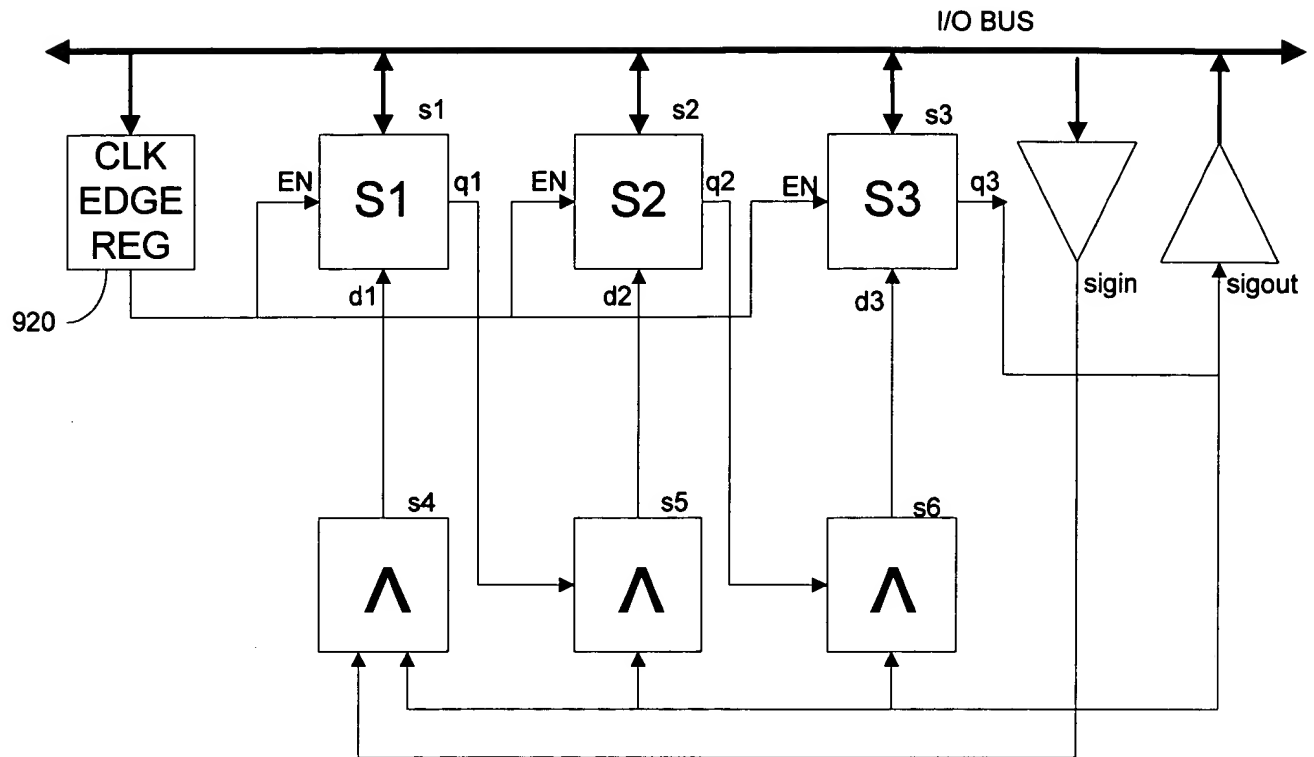 I/O BUS
CLK
EDGE
REG
920
s1
EN
S1
q1
d1
s2
EN
S2
q2
d2
s3
EN
S3
q3
d3
sigin
sigout
s4
Λ
s5
Λ
s6
Λ